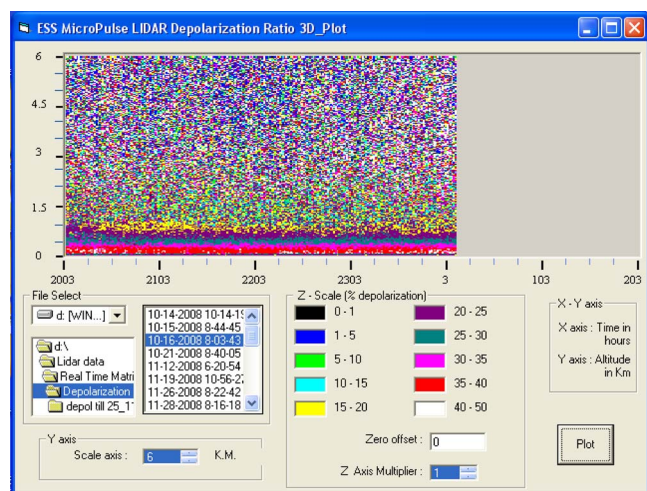 ESS MicroPulse LIDAR Depolarization Ratio 3D_Plot
6
4.5
3
1.5
0
2003 2103 2203 2303 3 103 203
File Select
d: [WIN...]
d:\
Lidar data
Real Time Matri
Depolarization
depol till 25_1
10-14-2008 10-14-1
10-15-2008 8-44-45
10-16-2008 8-03-43
10-21-2008 8-40-05
11-12-2008 6-20-54
11-19-2008 10-56-2
11-26-2008 8-22-42
11-28-2008 8-16-18
Y axis
Scale axis : 6 K.M.
Z - Scale (% depolarization)
0 - 1 20 - 25
1 - 5 25 - 30
5 - 10 30 - 35
10 - 15 35 - 40
15 - 20 40 - 50
Zero offset : 0
Z Axis Multiplier : 1
X - Y axis
X axis : Time in
hours
Y axis : Altitude
in Km
Plot